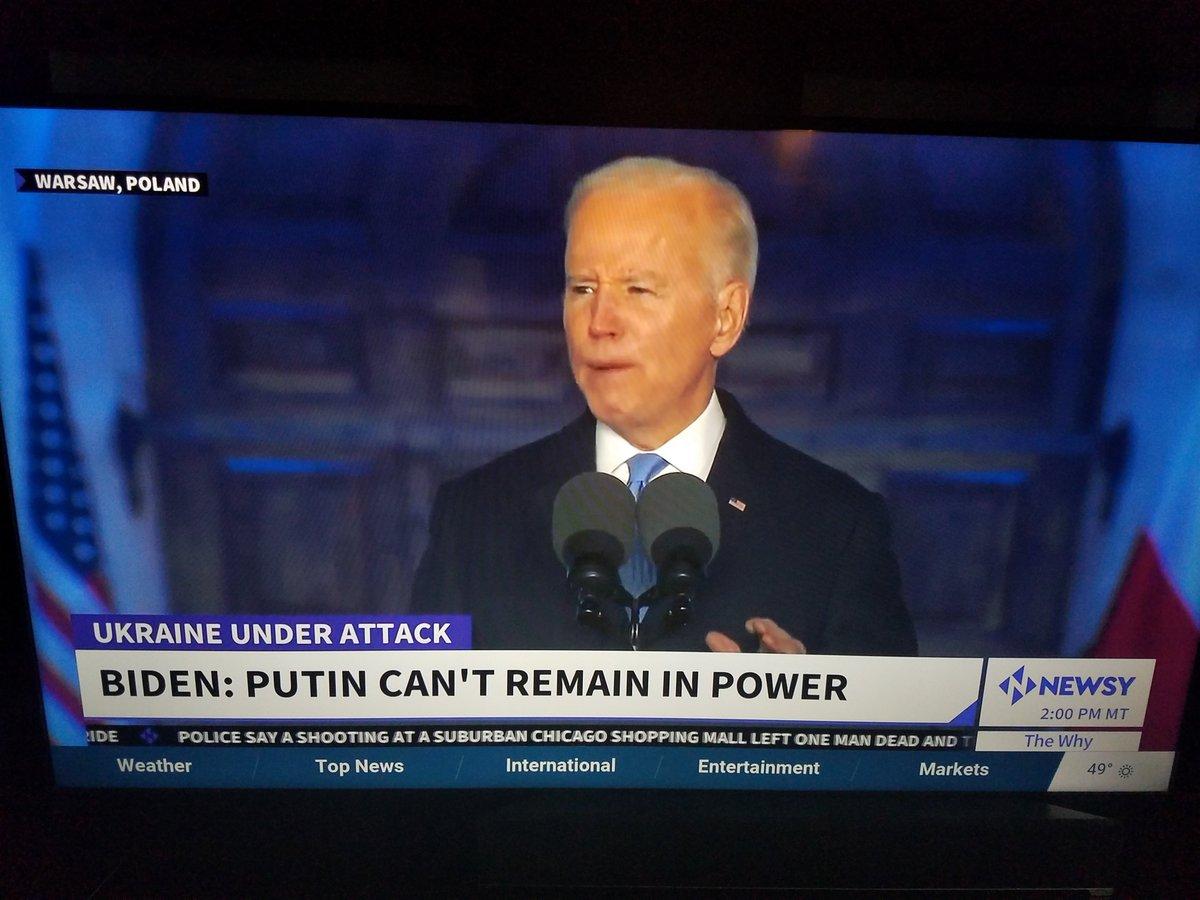 WARSAW, POLAND
UKRAINE UNDER ATTACK
BIDEN: PUTIN CAN'T REMAIN IN POWER
NEWSY
2:00 PM MT
RIDE POLICE SAY A SHOOTING AT A SUBURBAN CHICAGO SHOPPING MALL LEFT ONE MAN DEAD AND T
The Why
Weather Top News International Entertainment Markets 49°